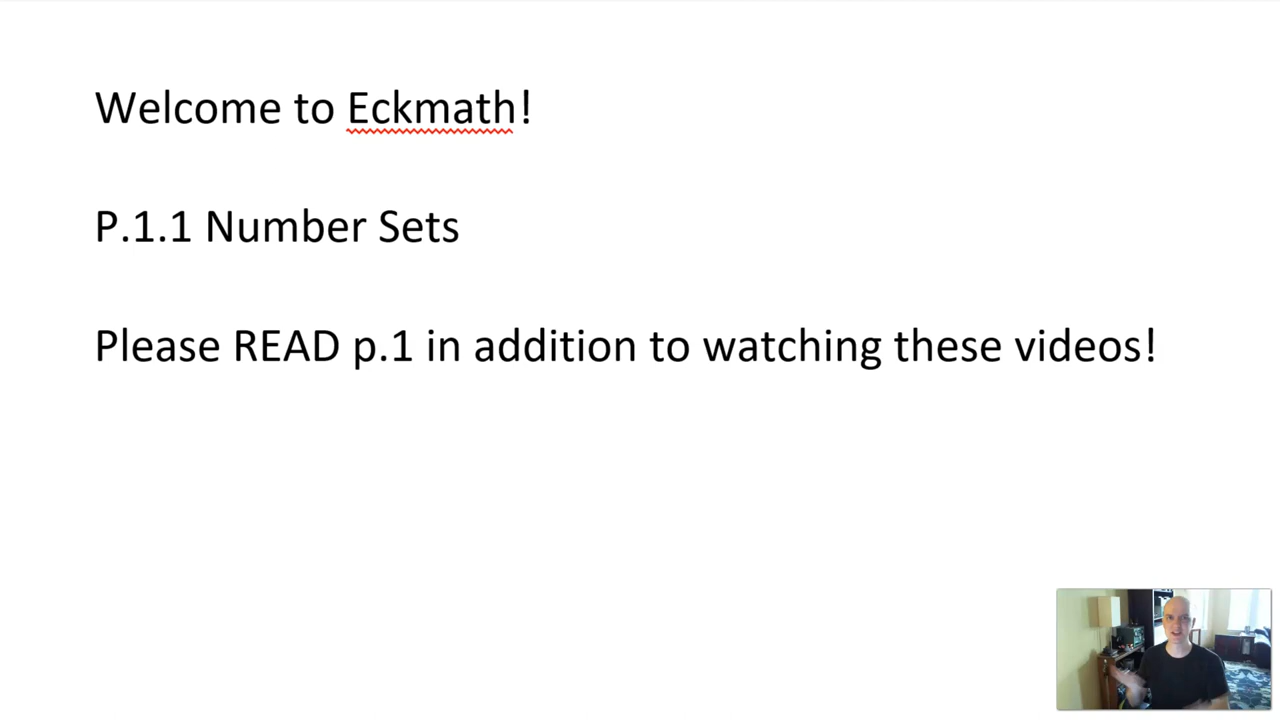 Welcome to Eckmath!
P.1.1 Number Sets
Please READ p.1 in addition to watching these videos!